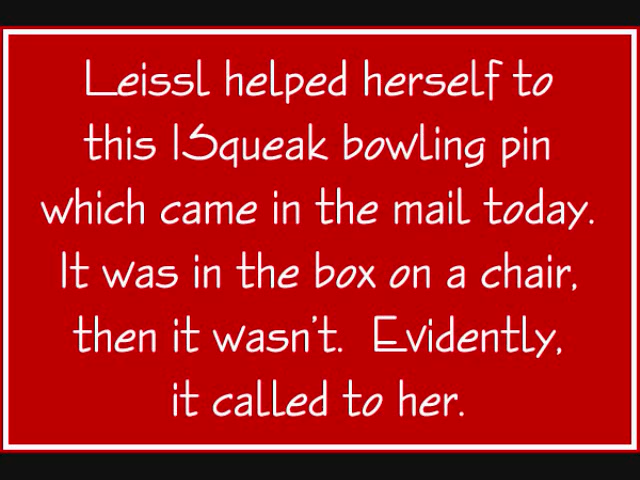 Leissl helped herself to
this ISqueak bowling pin
which came in the mail today.
It was in the box on a chair,
then it wasn't. Evidently,
it called to her.